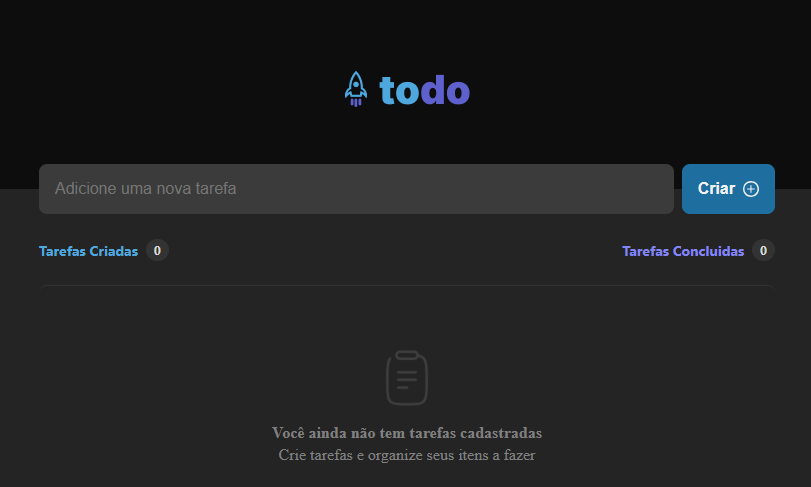 todo
Adicione uma nova tarefa
Criar
Tarefas Criadas 0
Tarefas Concluidas 0
Você ainda não tem tarefas cadastradas
Crie tarefas e organize seus itens a fazer